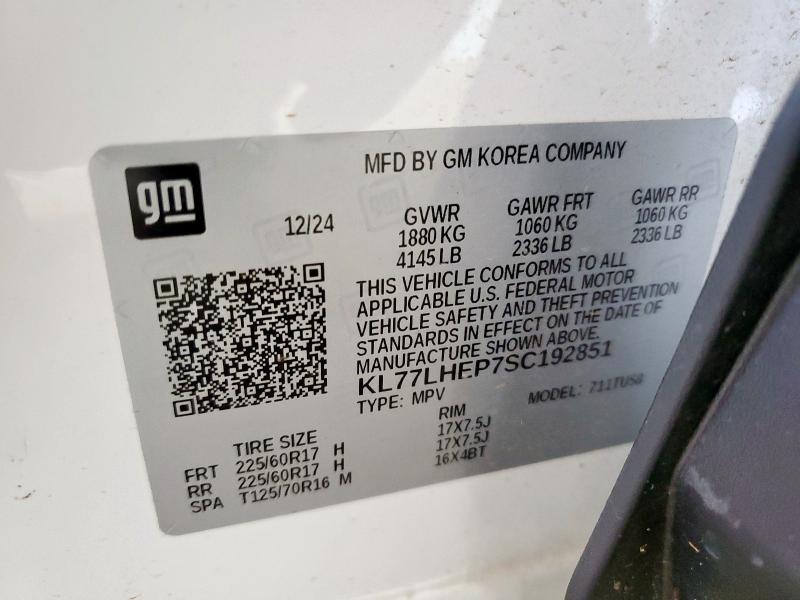 MFD BY GM KOREA COMPANY
gm
12/24
GVWR
1880 KG
4145 LB
GAWR FRT
1060 KG
2336 LB
GAWR RR
1060 KG
2336 LB
THIS VEHICLE CONFORMS TO ALL
APPLICABLE U.S. FEDERAL MOTOR
VEHICLE SAFETY AND THEFT PREVENTION
STANDARDS IN EFFECT ON THE DATE OF
MANUFACTURE SHOWN ABOVE.
KL77LHEP7SC192851
TYPE: MPV
MODEL:
TIRE SIZE
RIM
FRT 225/60R17 H 17X7.5J
RR 225/60R17 H 17X7.5J
SPA T125/70R16 M 16X4BT